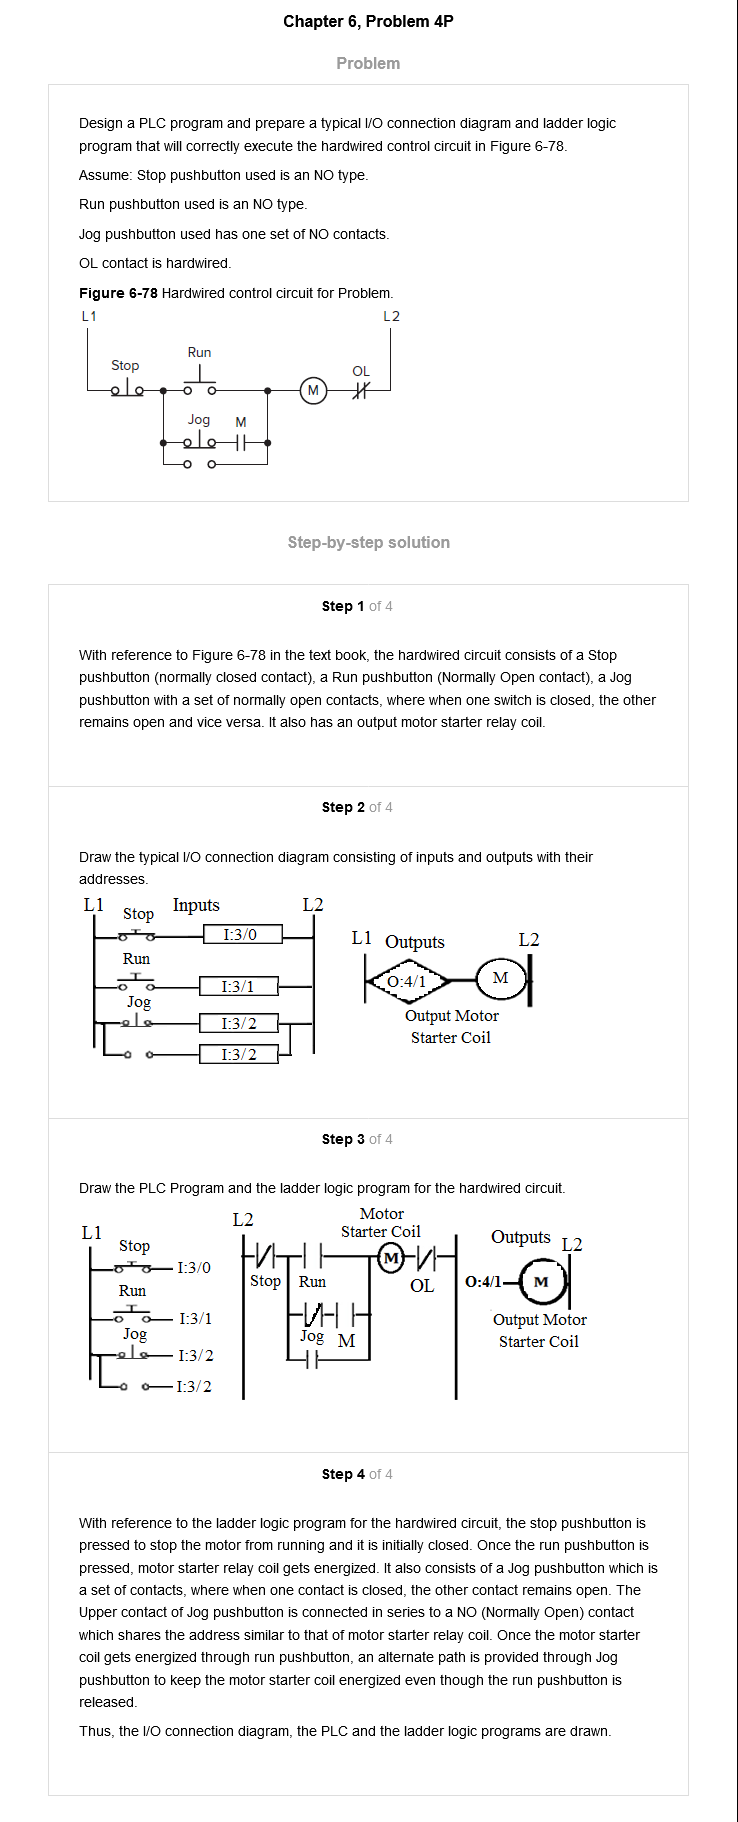 Chapter 6, Problem 4P
Problem
Design a PLC program and prepare a typical I/O connection diagram and ladder logic
program that will correctly execute the hardwired control circuit in Figure 6-78.
Assume: Stop pushbutton used is an NO type.
Run pushbutton used is an NO type.
Jog pushbutton used has one set of NO contacts.
OL contact is hardwired.
Figure 6-78 Hardwired control circuit for Problem.
L1 L2
Run
Stop
OL
M
Jog M
Step-by-step solution
Step 1 of 4
With reference to Figure 6-78 in the text book, the hardwired circuit consists of a Stop
pushbutton (normally closed contact), a Run pushbutton (Normally Open contact), a Jog
pushbutton with a set of normally open contacts, where when one switch is closed, the other
remains open and vice versa. It also has an output motor starter relay coil.
Step 2 of 4
Draw the typical I/O connection diagram consisting of inputs and outputs with their
addresses.
L1 Stop Inputs L2
I:3/0
Run
I:3/1
Jog
I:3/2
I:3/2
L1 Outputs L2
O:4/1 M
Output Motor
Starter Coil
Step 3 of 4
Draw the PLC Program and the ladder logic program for the hardwired circuit.
L1
Stop
I:3/0
Run
I:3/1
Jog
I:3/2
I:3/2
L2 Motor
Starter Coil
M
Stop Run OL
Jog M
Outputs L2
O:4/1 M
Output Motor
Starter Coil
Step 4 of 4
With reference to the ladder logic program for the hardwired circuit, the stop pushbutton is
pressed to stop the motor from running and it is initially closed. Once the run pushbutton is
pressed, motor starter relay coil gets energized. It also consists of a Jog pushbutton which is
a set of contacts, where when one contact is closed, the other contact remains open. The
Upper contact of Jog pushbutton is connected in series to a NO (Normally Open) contact
which shares the address similar to that of motor starter relay coil. Once the motor starter
coil gets energized through run pushbutton, an alternate path is provided through Jog
pushbutton to keep the motor starter coil energized even though the run pushbutton is
released.
Thus, the I/O connection diagram, the PLC and the ladder logic programs are drawn.